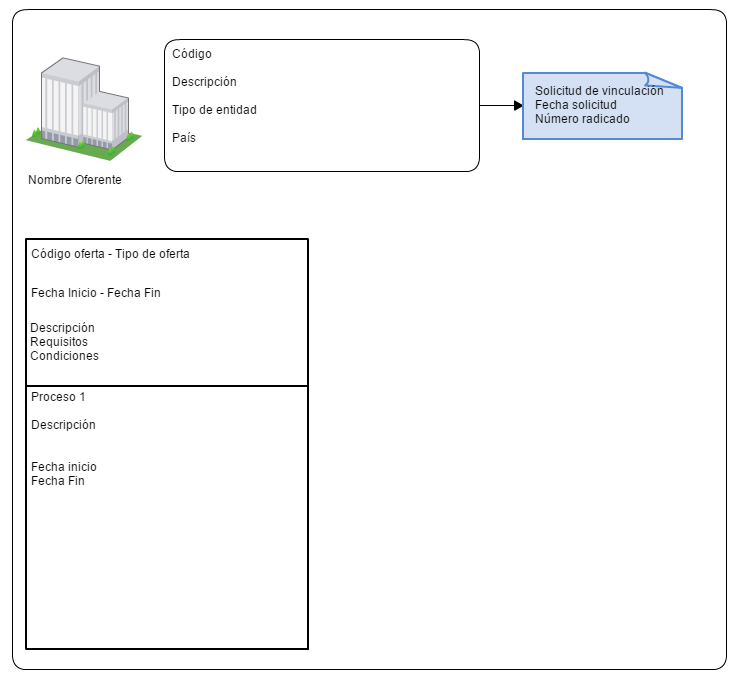 Código
Descripción
Tipo de entidad
País
Solicitud de vinculación
Fecha solicitud
Número radicado
Nombre Oferente
Código oferta - Tipo de oferta
Fecha Inicio - Fecha Fin
Descripción
Requisitos
Condiciones
Proceso 1
Descripción
Fecha inicio
Fecha Fin